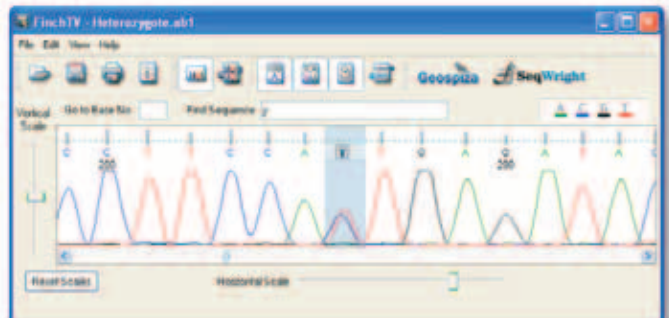 FinchTV - Heterozygote.ab1
File Edit View Help
Geospiza SeqWright
Vertical Scale
Go to Base No:
Find Sequence
A C G T
C C T T C C A Y T G A G A T A C
200
Reset Scales
Horizontal Scale